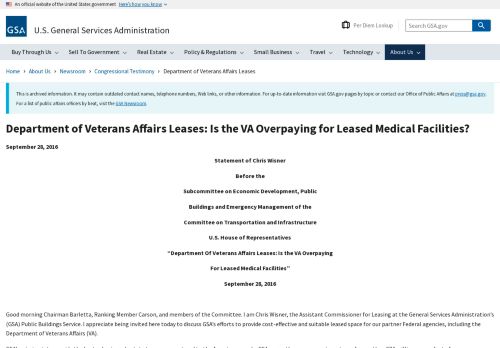 An official website of the United States government Here's how you know
GSA
U.S. General Services Administration
Per Diem Lookup
Search GSA.gov
Buy Through Us
Sell To Government
Real Estate
Policy & Regulations
Small Business
Travel
Technology
About Us
Home › About Us › Newsroom › Congressional Testimony › Department of Veterans Affairs Leases
This is archived information. It may contain outdated contact names, telephone numbers, Web links, or other information. For up-to-date information visit GSA.gov pages by topic or contact our Office of Public Affairs at press@gsa.gov.
For a list of public affairs officers by beat, visit the GSA Newsroom.
Department of Veterans Affairs Leases: Is the VA Overpaying for Leased Medical Facilities?
September 28, 2016
Statement of Chris Wisner
Before the
Subcommittee on Economic Development, Public
Buildings and Emergency Management of the
Committee on Transportation and Infrastructure
U.S. House of Representatives
"Department Of Veterans Affairs Leases: Is the VA Overpaying
For Leased Medical Facilities"
September 28, 2016
Good morning Chairman Barletta, Ranking Member Carson, and members of the Committee. I am Chris Wisner, the Assistant Commissioner for Leasing at the General Services Administration's
(GSA) Public Buildings Service. I appreciate being invited here today to discuss GSA's efforts to provide cost-effective and suitable leased space for our partner Federal agencies, including the
Department of Veterans Affairs (VA).